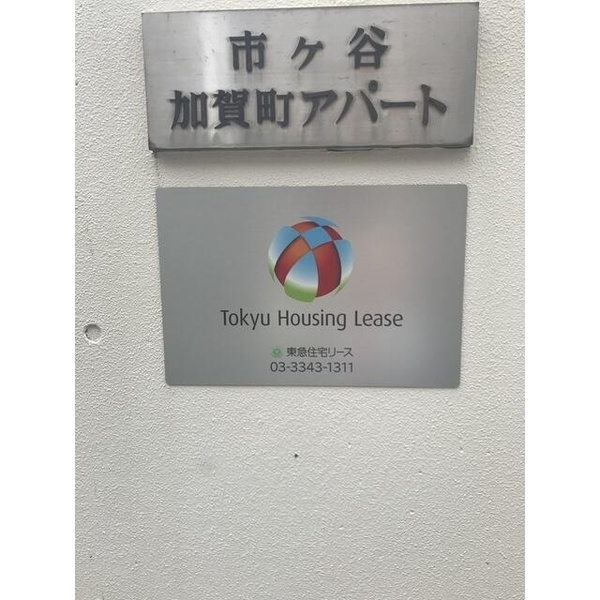 市ヶ谷
加賀町アパート
Tokyu Housing Lease
東急住宅リース
03-3343-1311